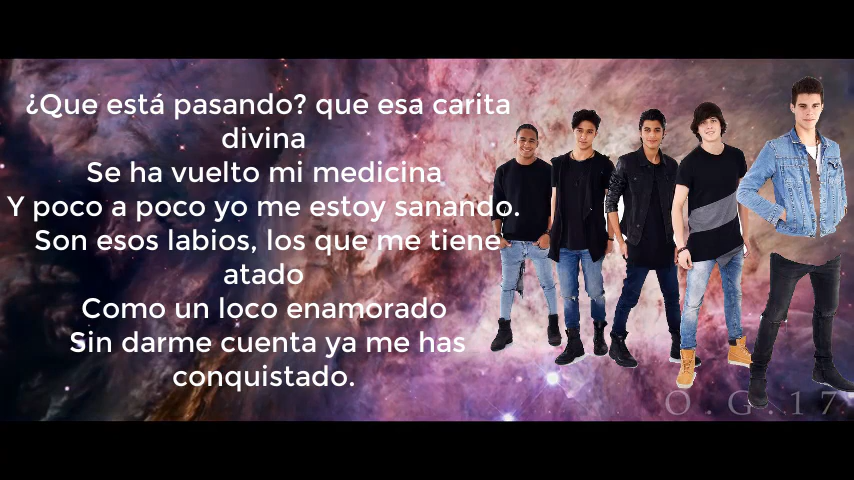 ¿Que está pasando? que esa carita
divina
Se ha vuelto mi medicina
Y poco a poco yo me estoy sanando.
Son esos labios, los que me tiene
atado
Como un loco enamorado
Sin darme cuenta ya me has
conquistado.
O.G.17